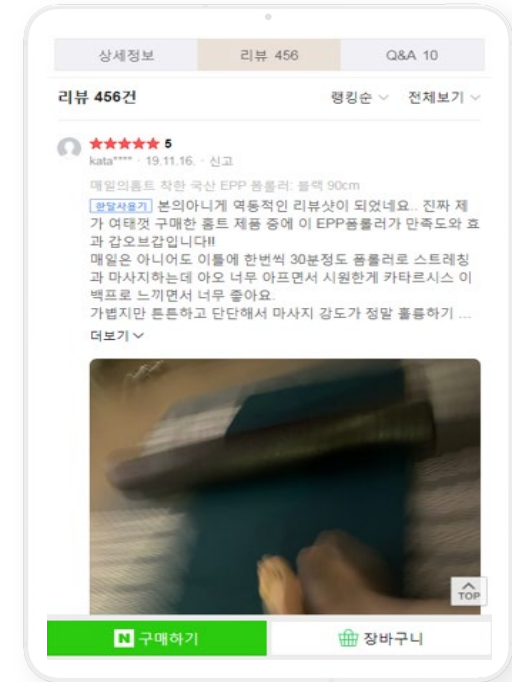 상세정보 리뷰 456 Q&A 10
리뷰 456건 랭킹순 전체보기
★★★★★ 5
kata**** · 19.11.16. · 신고
매일의홈트 착한 국산 EPP 폼롤러: 블랙 90cm
한달사용기 본의아니게 역동적인 리뷰샷이 되었네요.. 진짜 제
가 여태껏 구매한 홈트 제품 중에 이 EPP폼롤러가 만족도와 효
과 갑오브갑입니다!!
매일은 아니어도 이틀에 한번씩 30분정도 폼롤러로 스트레칭
과 마사지하는데 아오 너무 아프면서 시원한게 카타르시스 이
백프로 느끼면서 너무 좋아요.
가볍지만 튼튼하고 단단해서 마사지 강도가 정말 훌륭하기 ...
더보기
TOP
N 구매하기 장바구니